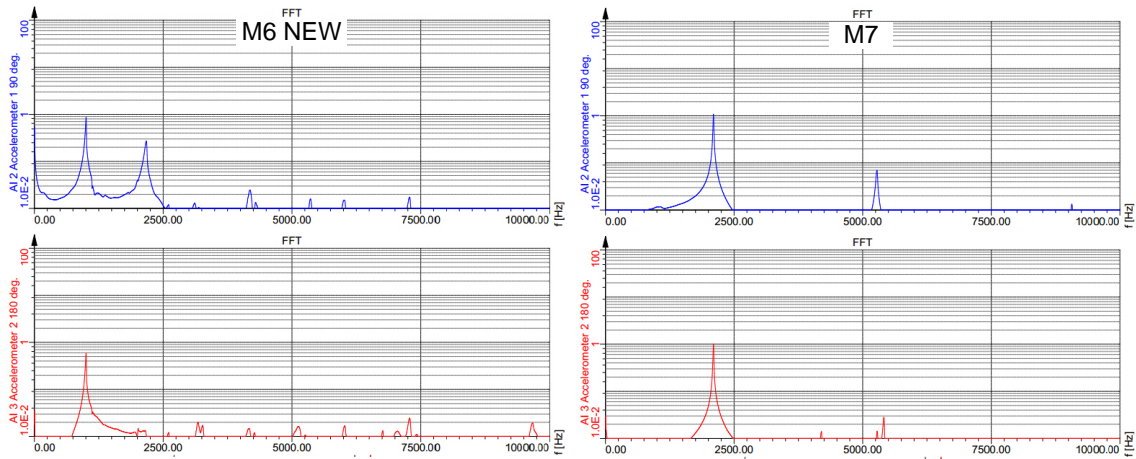 FFT
M6 NEW
100
1
1.0E-2
AI 2 Accelerometer 1 90 deg.
0.00 2500.00 5000.00 7500.00 10000.00
f [Hz]
FFT
M7
100
1
1.0E-2
AI 2 Accelerometer 1 90 deg.
0.00 2500.00 5000.00 7500.00 10000.00
f [Hz]
FFT
100
1
1.0E-2
AI 3 Accelerometer 2 180 deg.
0.00 2500.00 5000.00 7500.00 10000.00
f [Hz]
FFT
100
1
1.0E-2
AI 3 Accelerometer 2 180 deg.
0.00 2500.00 5000.00 7500.00 10000.00
f [Hz]